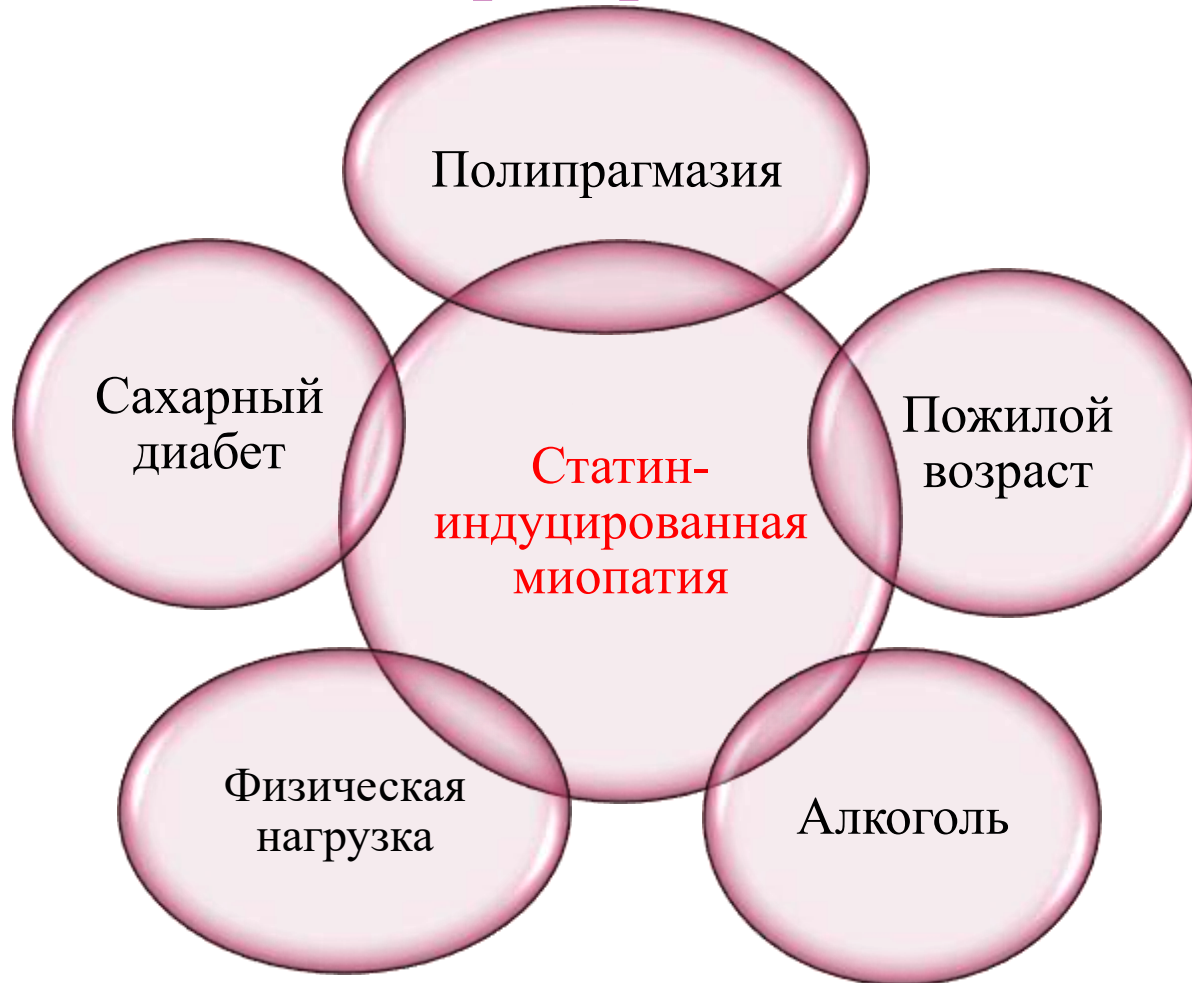 Полипрагмазия
Сахарный
диабет
Пожилой
возраст
Статин-
индуцированная
миопатия
Физическая
нагрузка
Алкоголь